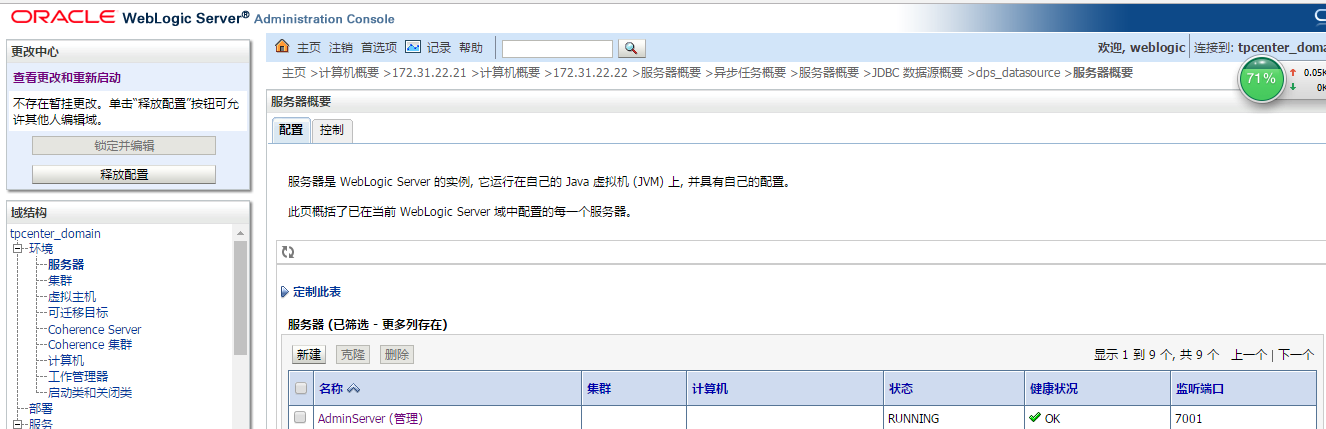 ORACLE WebLogic Server® Administration Console
更改中心
查看更改和重新启动
不存在暂挂更改。单击“释放配置”按钮可允
许其他人编辑域。
锁定并编辑
释放配置
域结构
tpcenter_domain
环境
服务器
集群
虚拟主机
可迁移目标
Coherence Server
Coherence 集群
计算机
工作管理器
启动类和关闭类
部署
服务
主页 注销 首选项 记录 帮助
欢迎, weblogic 连接到: tpcenter_doma
主页 >计算机概要 >172.31.22.21 >计算机概要 >172.31.22.22 >服务器概要 >异步任务概要 >服务器概要 >JDBC 数据源概要 >dps_datasource >服务器概要
71%
0.05K
0K
服务器概要
配置 控制
服务器是 WebLogic Server 的实例, 它运行在自己的 Java 虚拟机 (JVM) 上, 并具有自己的配置。
此页概括了已在当前 WebLogic Server 域中配置的每一个服务器。
定制此表
服务器 (已筛选 - 更多列存在)
新建 克隆 删除
显示 1 到 9 个, 共 9 个 上一个 | 下一个
名称 集群 计算机 状态 健康状况 监听端口
AdminServer (管理) RUNNING OK 7001